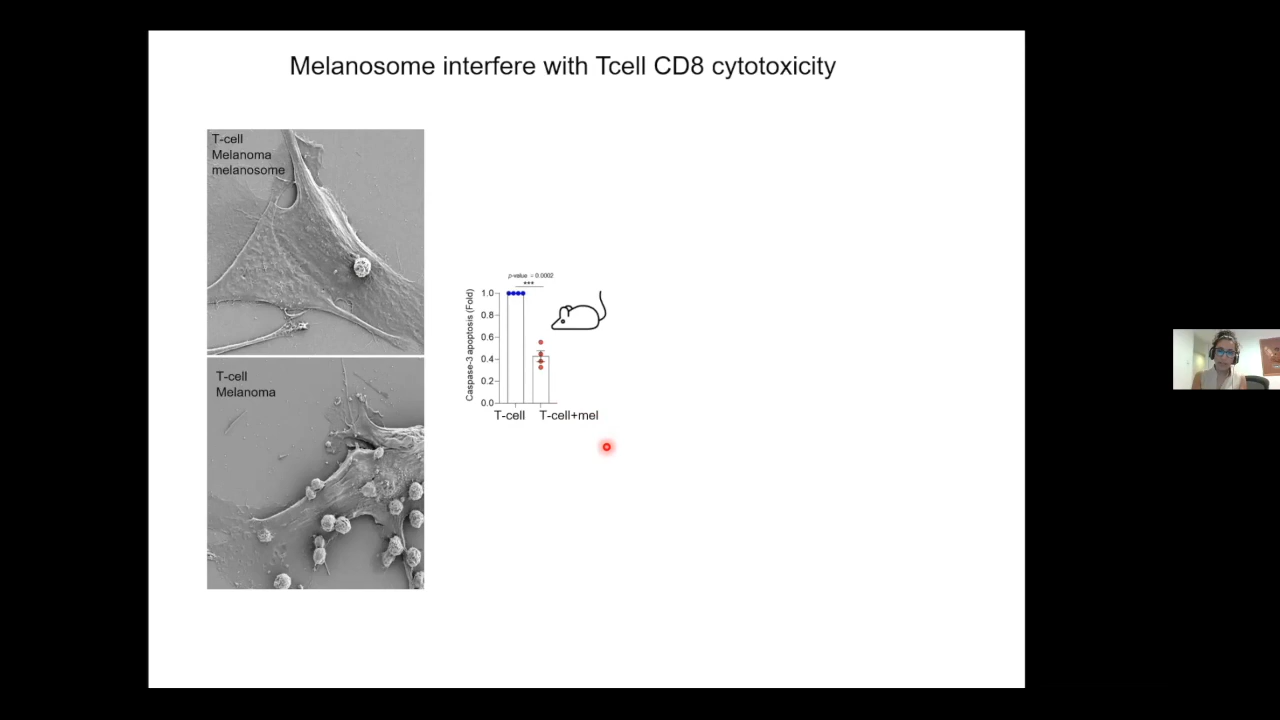 Melanosome interfere with Tcell CD8 cytotoxicity
T-cell
Melanoma
melanosome
T-cell
Melanoma
p-value = 0.0002
***
Caspase-3 apoptosis (Fold)
1.0
0.8
0.6
0.4
0.2
0.0
T-cell
T-cell+mel